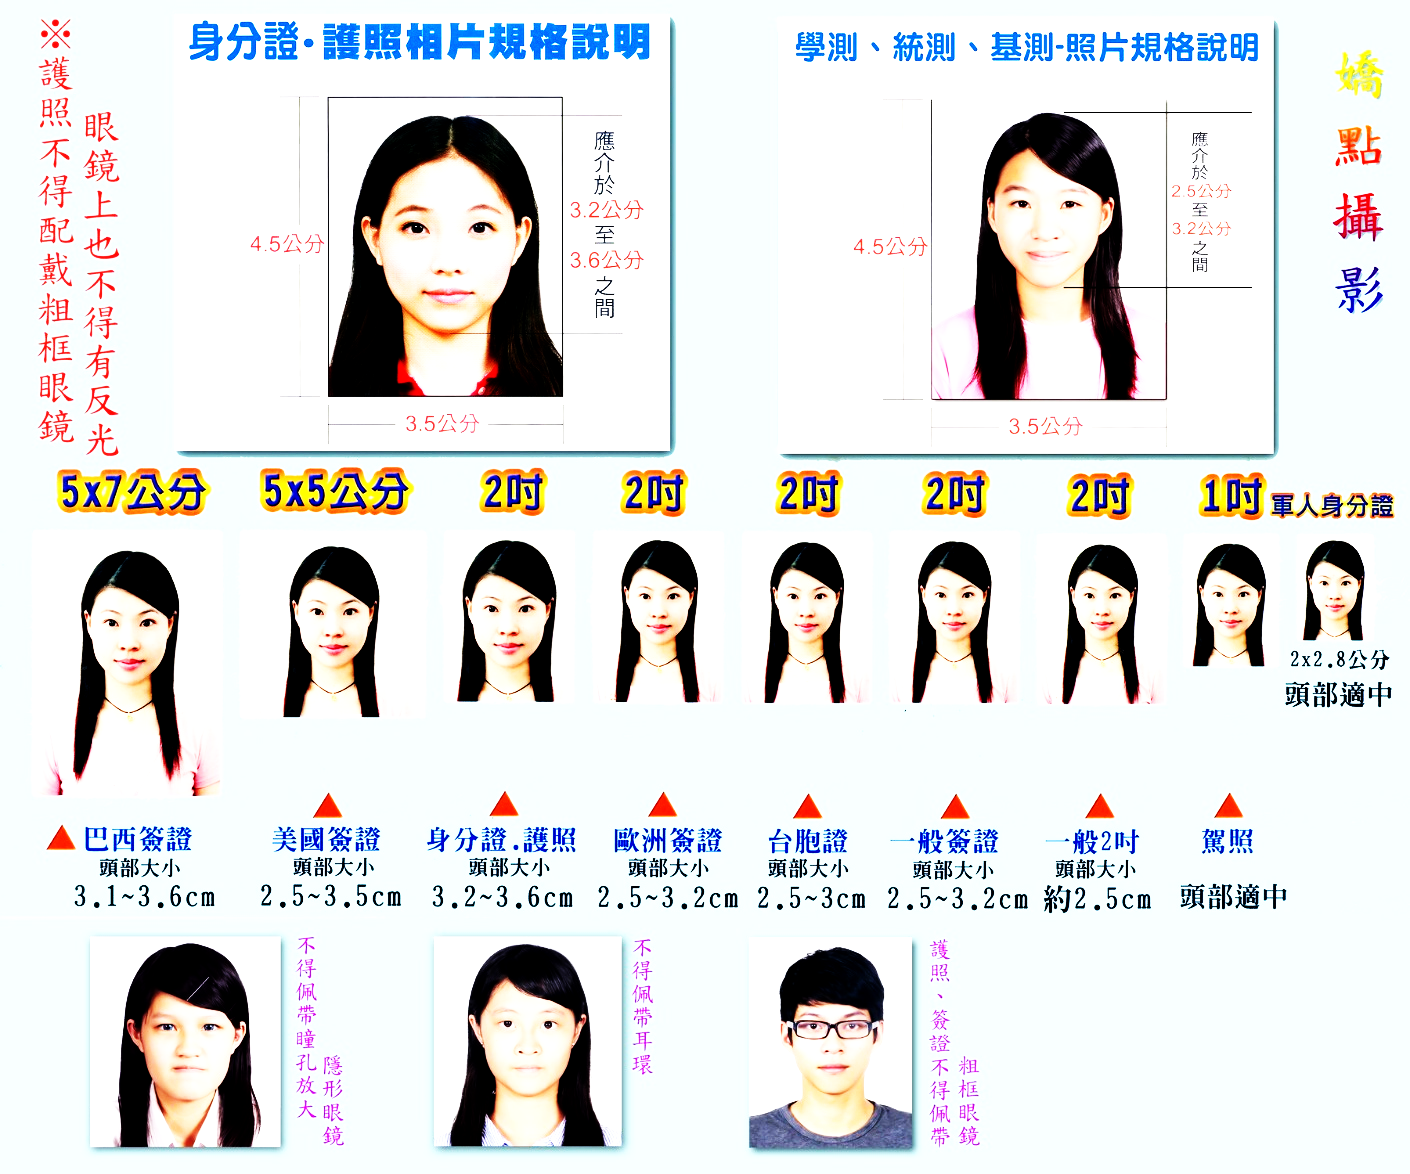 ※護照不得配戴粗框眼鏡
眼鏡上也不得有反光
身分證·護照相片規格說明
4.5公分
應介於
3.2公分
至
3.6公分
之間
3.5公分
學測、統測、基測-照片規格說明
4.5公分
應介於
2.5公分
至
3.2公分
之間
3.5公分
嬌點攝影
5x7公分
5x5公分
2吋
2吋
2吋
2吋
2吋
1吋
軍人身分證
2x2.8公分
頭部適中
▲巴西簽證
頭部大小
3.1~3.6cm
▲
美國簽證
頭部大小
2.5~3.5cm
▲
身分證.護照
頭部大小
3.2~3.6cm
▲
歐洲簽證
頭部大小
2.5~3.2cm
▲
台胞證
頭部大小
2.5~3cm
▲
一般簽證
頭部大小
2.5~3.2cm
▲
一般2吋
頭部大小
約2.5cm
▲
駕照
頭部適中
不得佩帶瞳孔放大
隱形眼鏡
不得佩帶耳環
護照、簽證不得佩帶
粗框眼鏡